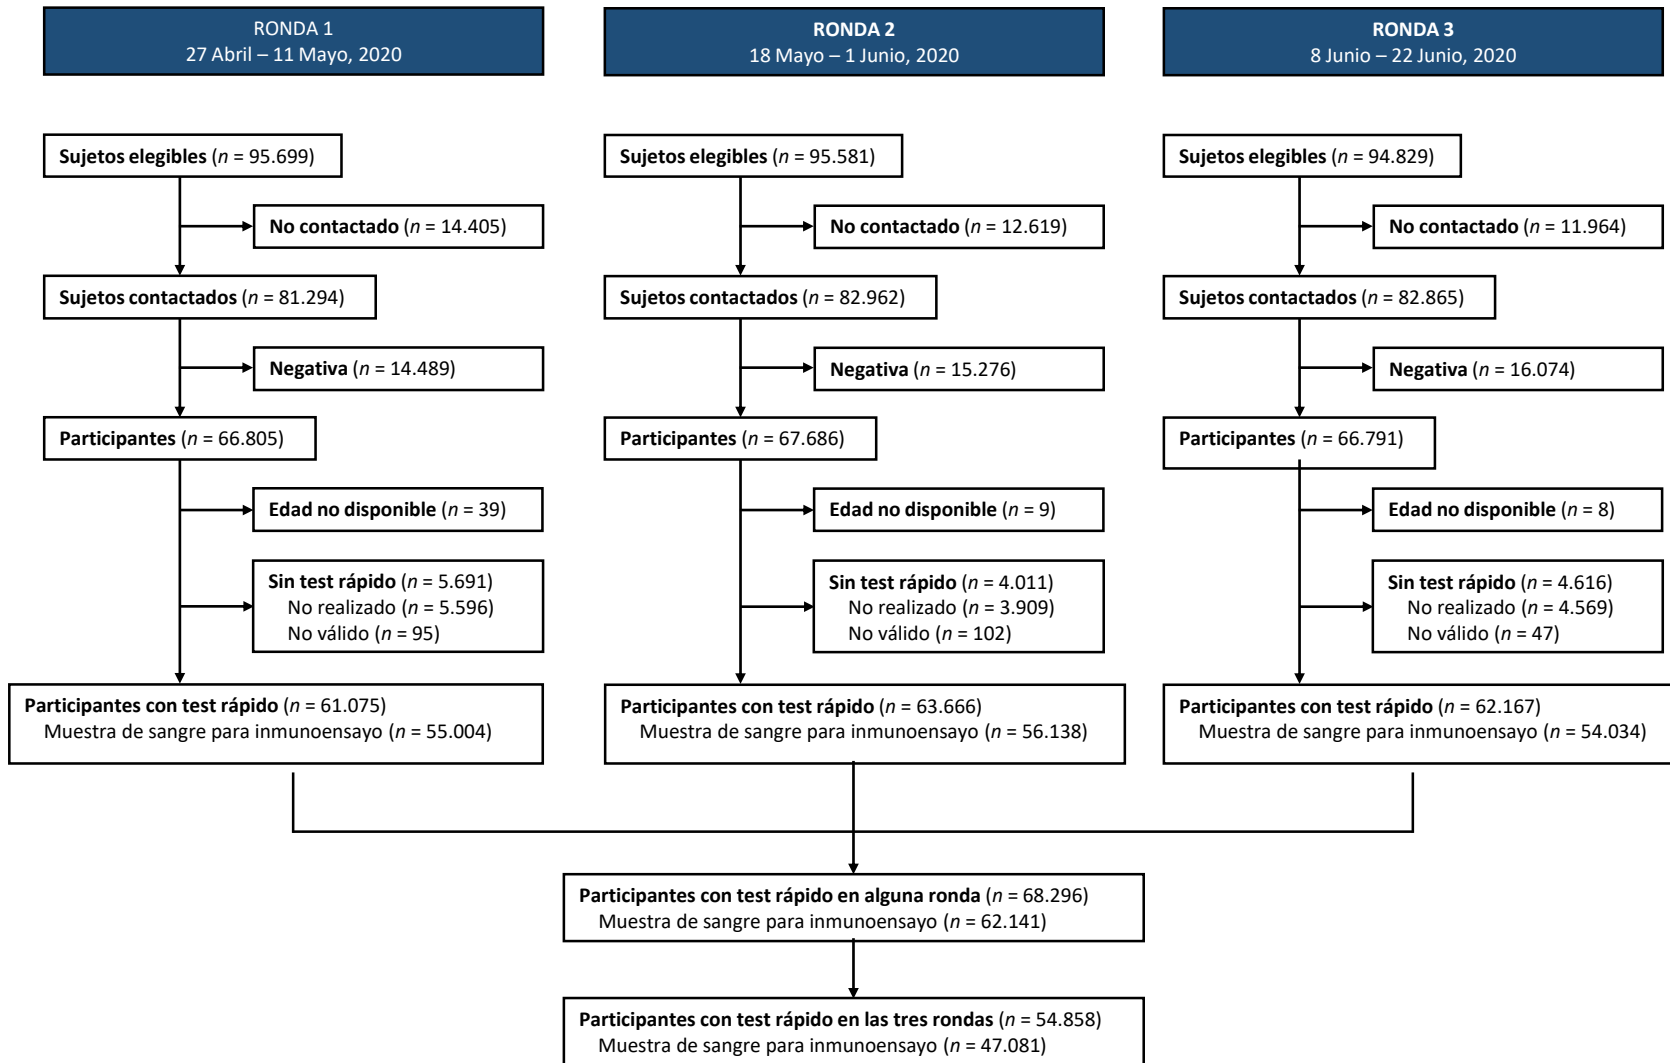 RONDA 1
27 Abril – 11 Mayo, 2020
Sujetos elegibles (n = 95.699)
No contactado (n = 14.405)
Sujetos contactados (n = 81.294)
Negativa (n = 14.489)
Participantes (n = 66.805)
Edad no disponible (n = 39)
Sin test rápido (n = 5.691)
No realizado (n = 5.596)
No válido (n = 95)
Participantes con test rápido (n = 61.075)
Muestra de sangre para inmunoensayo (n = 55.004)
RONDA 2
18 Mayo – 1 Junio, 2020
Sujetos elegibles (n = 95.581)
No contactado (n = 12.619)
Sujetos contactados (n = 82.962)
Negativa (n = 15.276)
Participantes (n = 67.686)
Edad no disponible (n = 9)
Sin test rápido (n = 4.011)
No realizado (n = 3.909)
No válido (n = 102)
Participantes con test rápido (n = 63.666)
Muestra de sangre para inmunoensayo (n = 56.138)
RONDA 3
8 Junio – 22 Junio, 2020
Sujetos elegibles (n = 94.829)
No contactado (n = 11.964)
Sujetos contactados (n = 82.865)
Negativa (n = 16.074)
Participantes (n = 66.791)
Edad no disponible (n = 8)
Sin test rápido (n = 4.616)
No realizado (n = 4.569)
No válido (n = 47)
Participantes con test rápido (n = 62.167)
Muestra de sangre para inmunoensayo (n = 54.034)
Participantes con test rápido en alguna ronda (n = 68.296)
Muestra de sangre para inmunoensayo (n = 62.141)
Participantes con test rápido en las tres rondas (n = 54.858)
Muestra de sangre para inmunoensayo (n = 47.081)